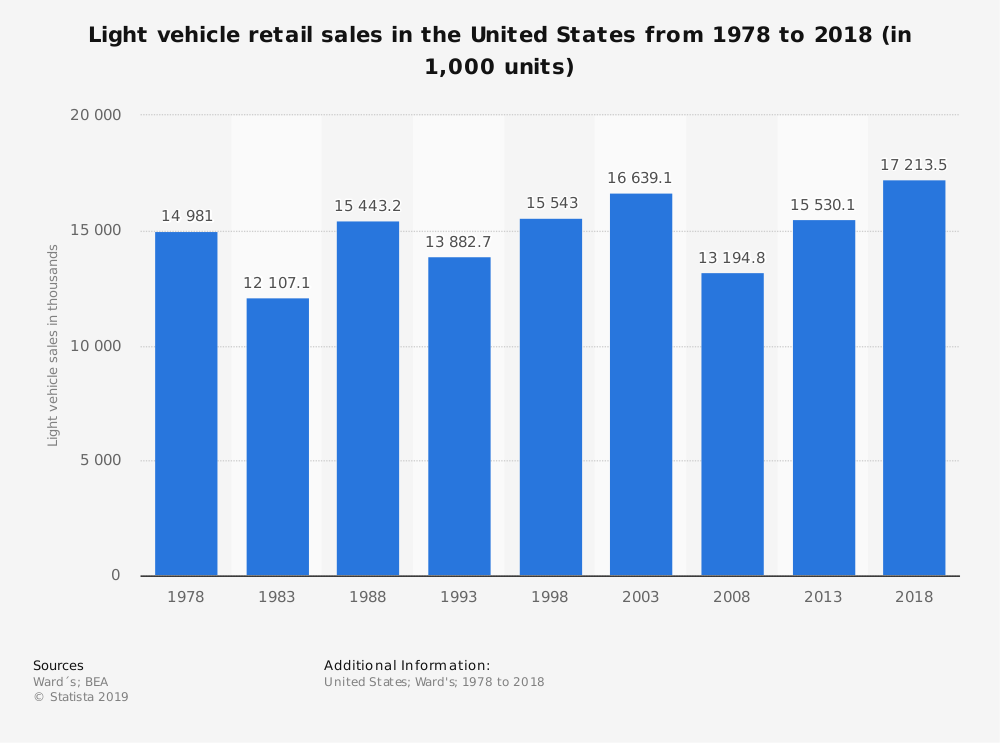 Light vehicle retail sales in the United States from 1978 to 2018 (in
1,000 units)
20 000
15 000
10 000
5 000
0
Light vehicle sales in thousands
14 981
12 107.1
15 443.2
13 882.7
15 543
16 639.1
13 194.8
15 530.1
17 213.5
1978
1983
1988
1993
1998
2003
2008
2013
2018
Sources
Ward´s; BEA
© Statista 2019
Additional Information:
United States; Ward's; 1978 to 2018